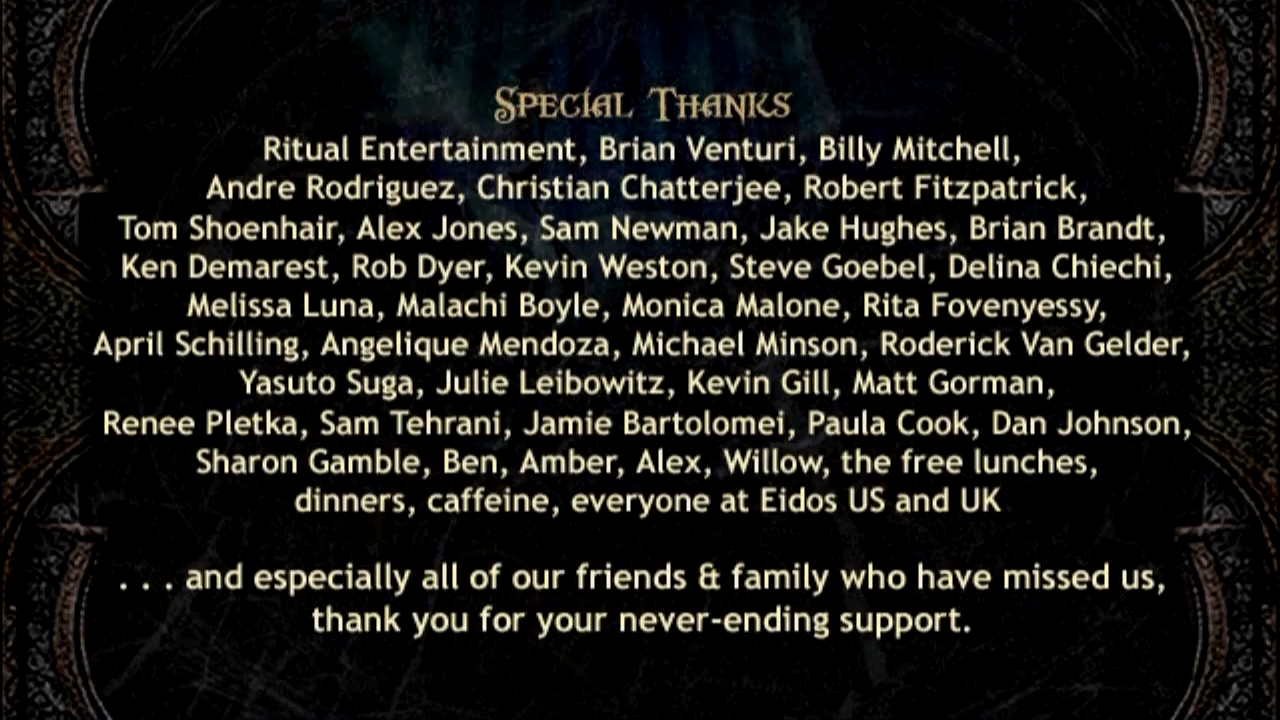 Special Thanks
Ritual Entertainment, Brian Venturi, Billy Mitchell,
Andre Rodriguez, Christian Chatterjee, Robert Fitzpatrick,
Tom Shoenhair, Alex Jones, Sam Newman, Jake Hughes, Brian Brandt,
Ken Demarest, Rob Dyer, Kevin Weston, Steve Goebel, Delina Chiechi,
Melissa Luna, Malachi Boyle, Monica Malone, Rita Fovenyessy,
April Schilling, Angelique Mendoza, Michael Minson, Roderick Van Gelder,
Yasuto Suga, Julie Leibowitz, Kevin Gill, Matt Gorman,
Renee Pletka, Sam Tehrani, Jamie Bartolomei, Paula Cook, Dan Johnson,
Sharon Gamble, Ben, Amber, Alex, Willow, the free lunches,
dinners, caffeine, everyone at Eidos US and UK
. . . and especially all of our friends & family who have missed us,
thank you for your never-ending support.